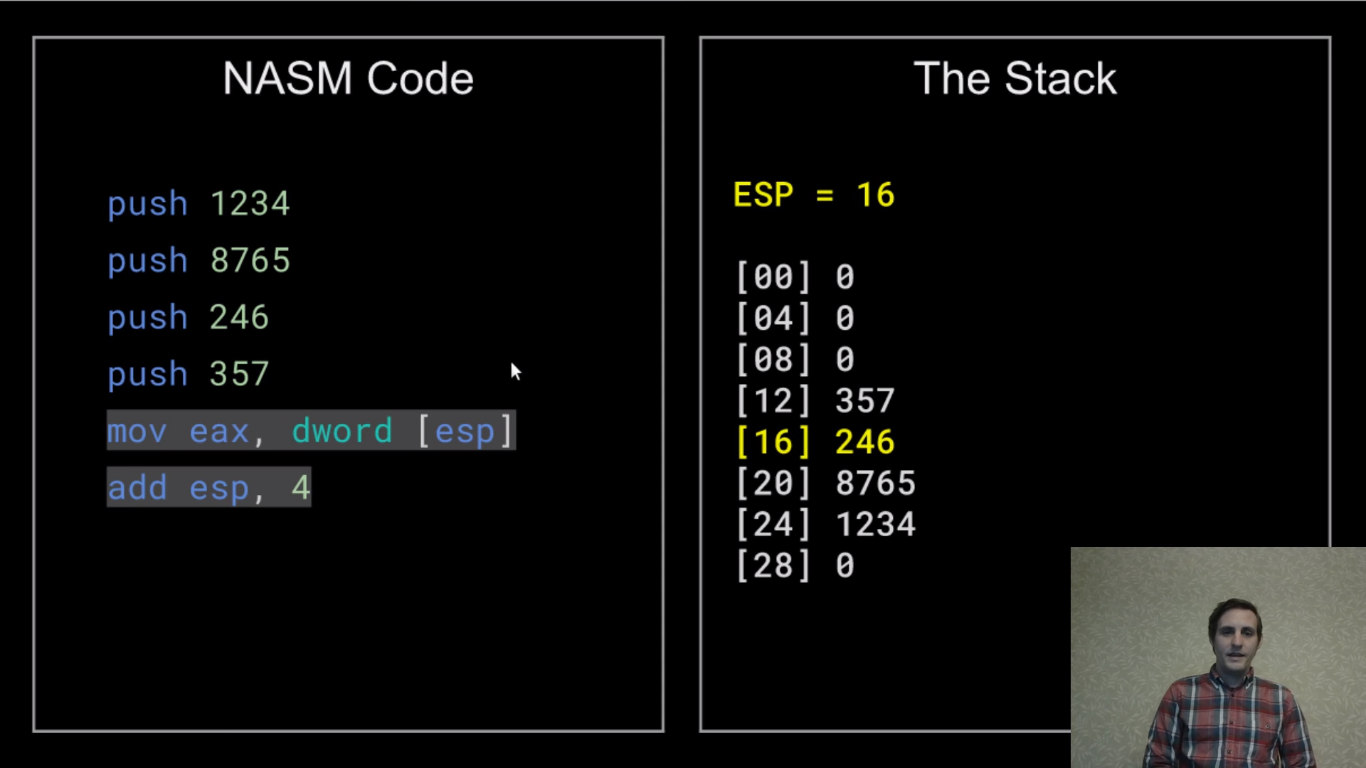 NASM Code
push 1234
push 8765
push 246
push 357
mov eax, dword [esp]
add esp, 4
The Stack
ESP = 16
[00] 0
[04] 0
[08] 0
[12] 357
[16] 246
[20] 8765
[24] 1234
[28] 0